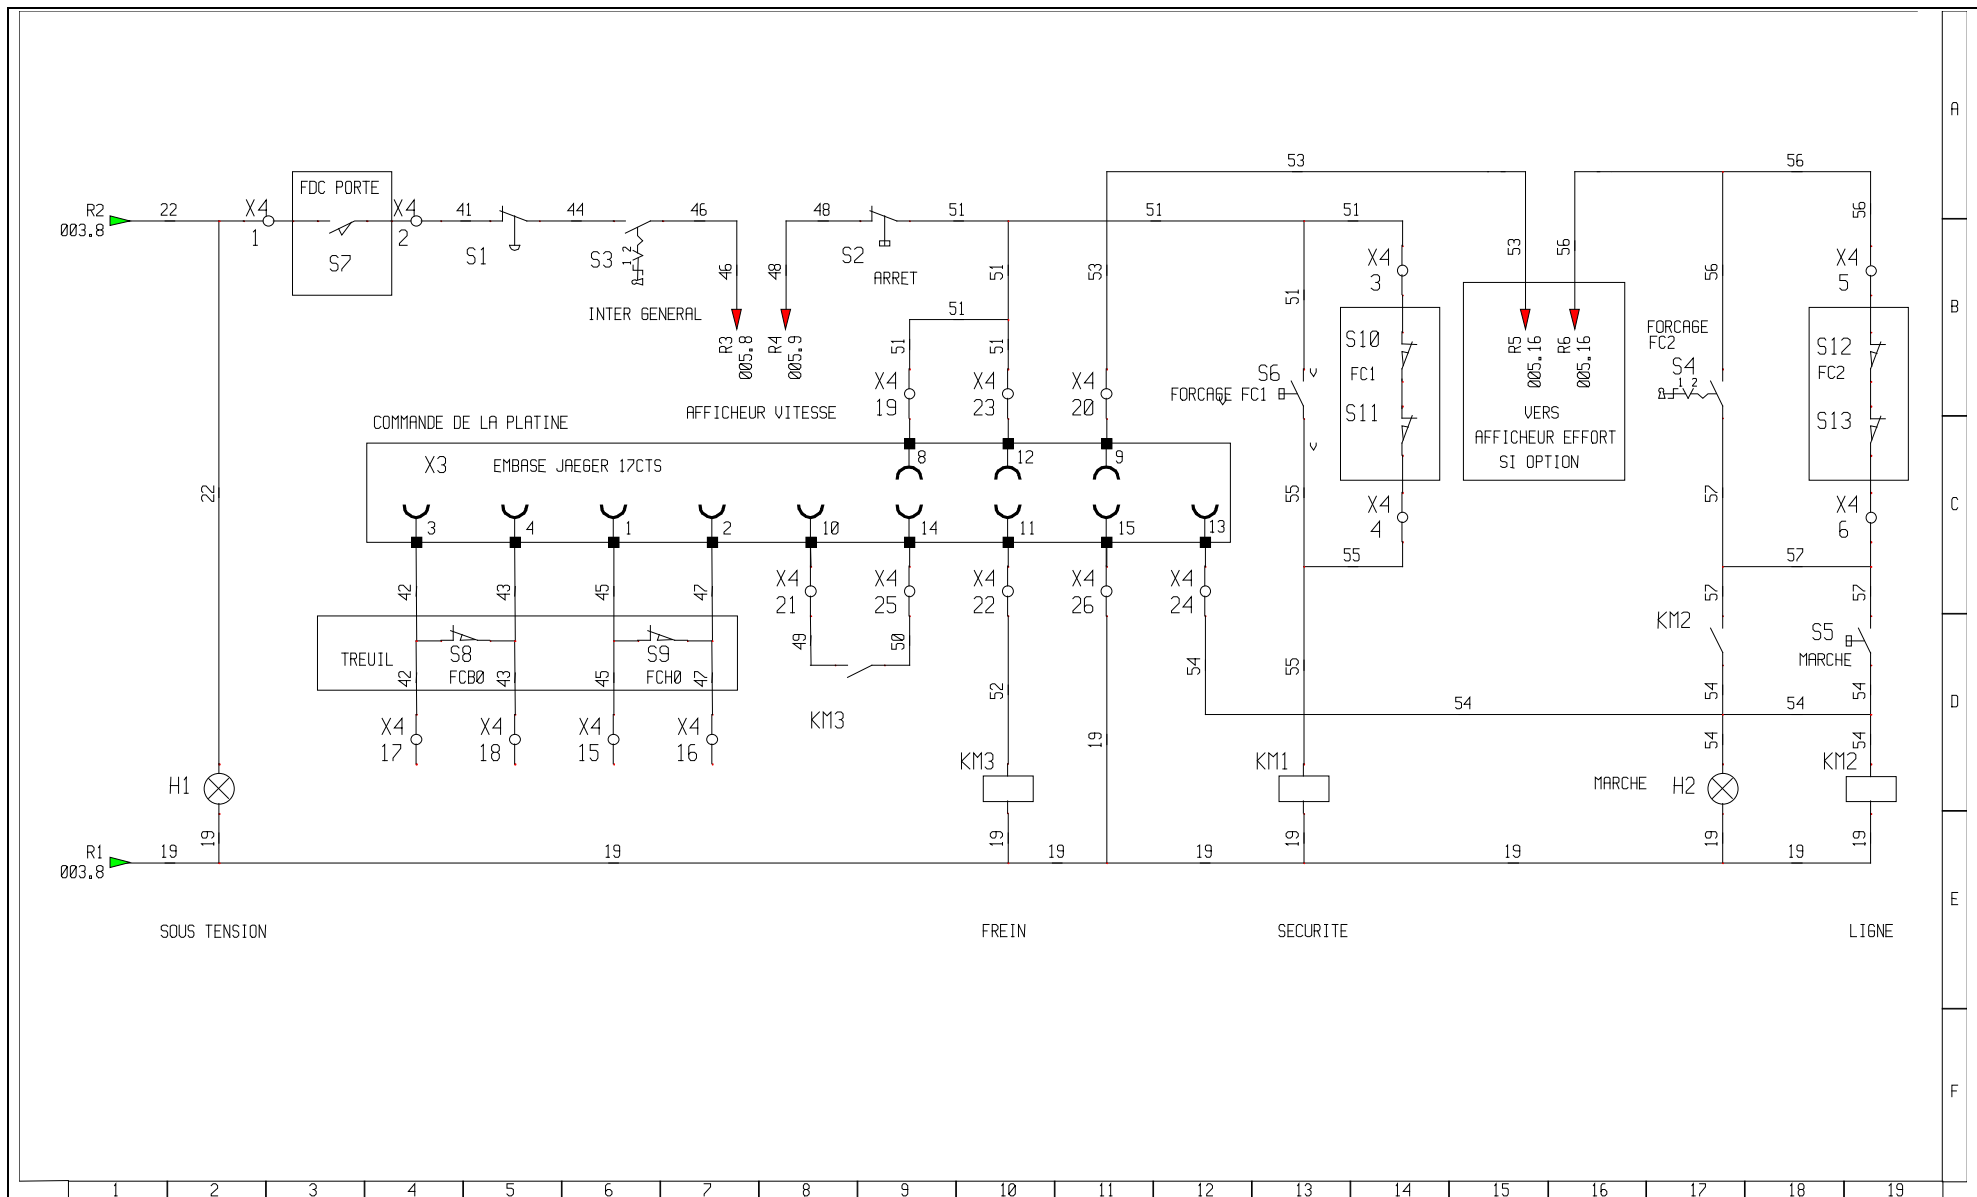 A
53
56
FDC PORTE
R2
003.8
22
X4
1
X4
2
41
44
46
48
51
51
51
56
S7
S1
S3
1 2
S2
ARRET
INTER GENERAL
46
48
51
53
51
53
56
56
X4
3
X4
5
B
51
R3
005.8
R4
005.9
R5
005.16
R6
005.16
FORCAGE
FC2
S4
1 2
S10
FC1
S11
S12
FC2
S13
51
51
X4
19
X4
23
X4
20
S6
FORCAGE FC1
AFFICHEUR VITESSE
COMMANDE DE LA PLATINE
VERS
AFFICHEUR EFFORT
SI OPTION
X3
EMBASE JAEGER 17CTS
8
12
9
22
55
57
C
3
4
1
2
10
14
11
15
13
X4
4
X4
6
55
57
42
43
45
47
X4
21
X4
25
X4
22
X4
26
X4
24
57
57
KM2
S5
MARCHE
TREUIL
S8
FCB0
S9
FCH0
49
50
54
55
42
43
45
47
52
54
54
D
54
54
X4
17
X4
18
X4
15
X4
16
KM3
19
54
54
H1
KM3
KM1
MARCHE
H2
KM2
19
19
19
19
19
R1
003.8
19
19
19
19
19
19
E
SOUS TENSION
FREIN
SECURITE
LIGNE
F
1 2 3 4 5 6 7 8 9 10 11 12 13 14 15 16 17 18 19